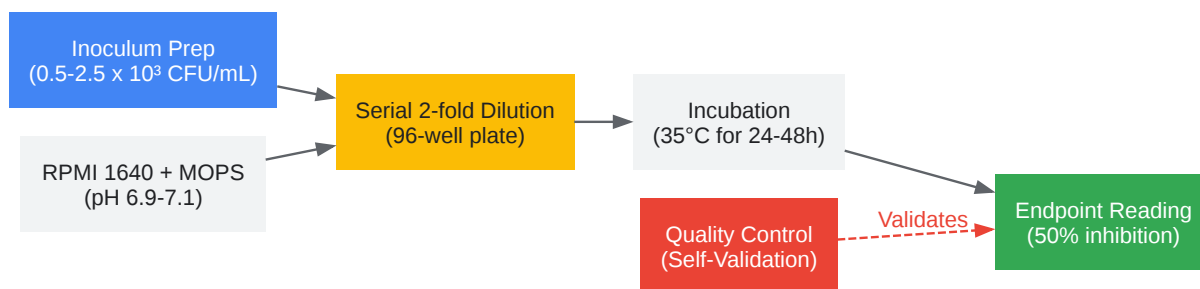 Inoculum Prep
(0.5-2.5 x 10³ CFU/mL)
RPMI 1640 + MOPS
(pH 6.9-7.1)
Serial 2-fold Dilution
(96-well plate)
Incubation
(35°C for 24-48h)
Quality Control
(Self-Validation)
Validates
Endpoint Reading
(50% inhibition)